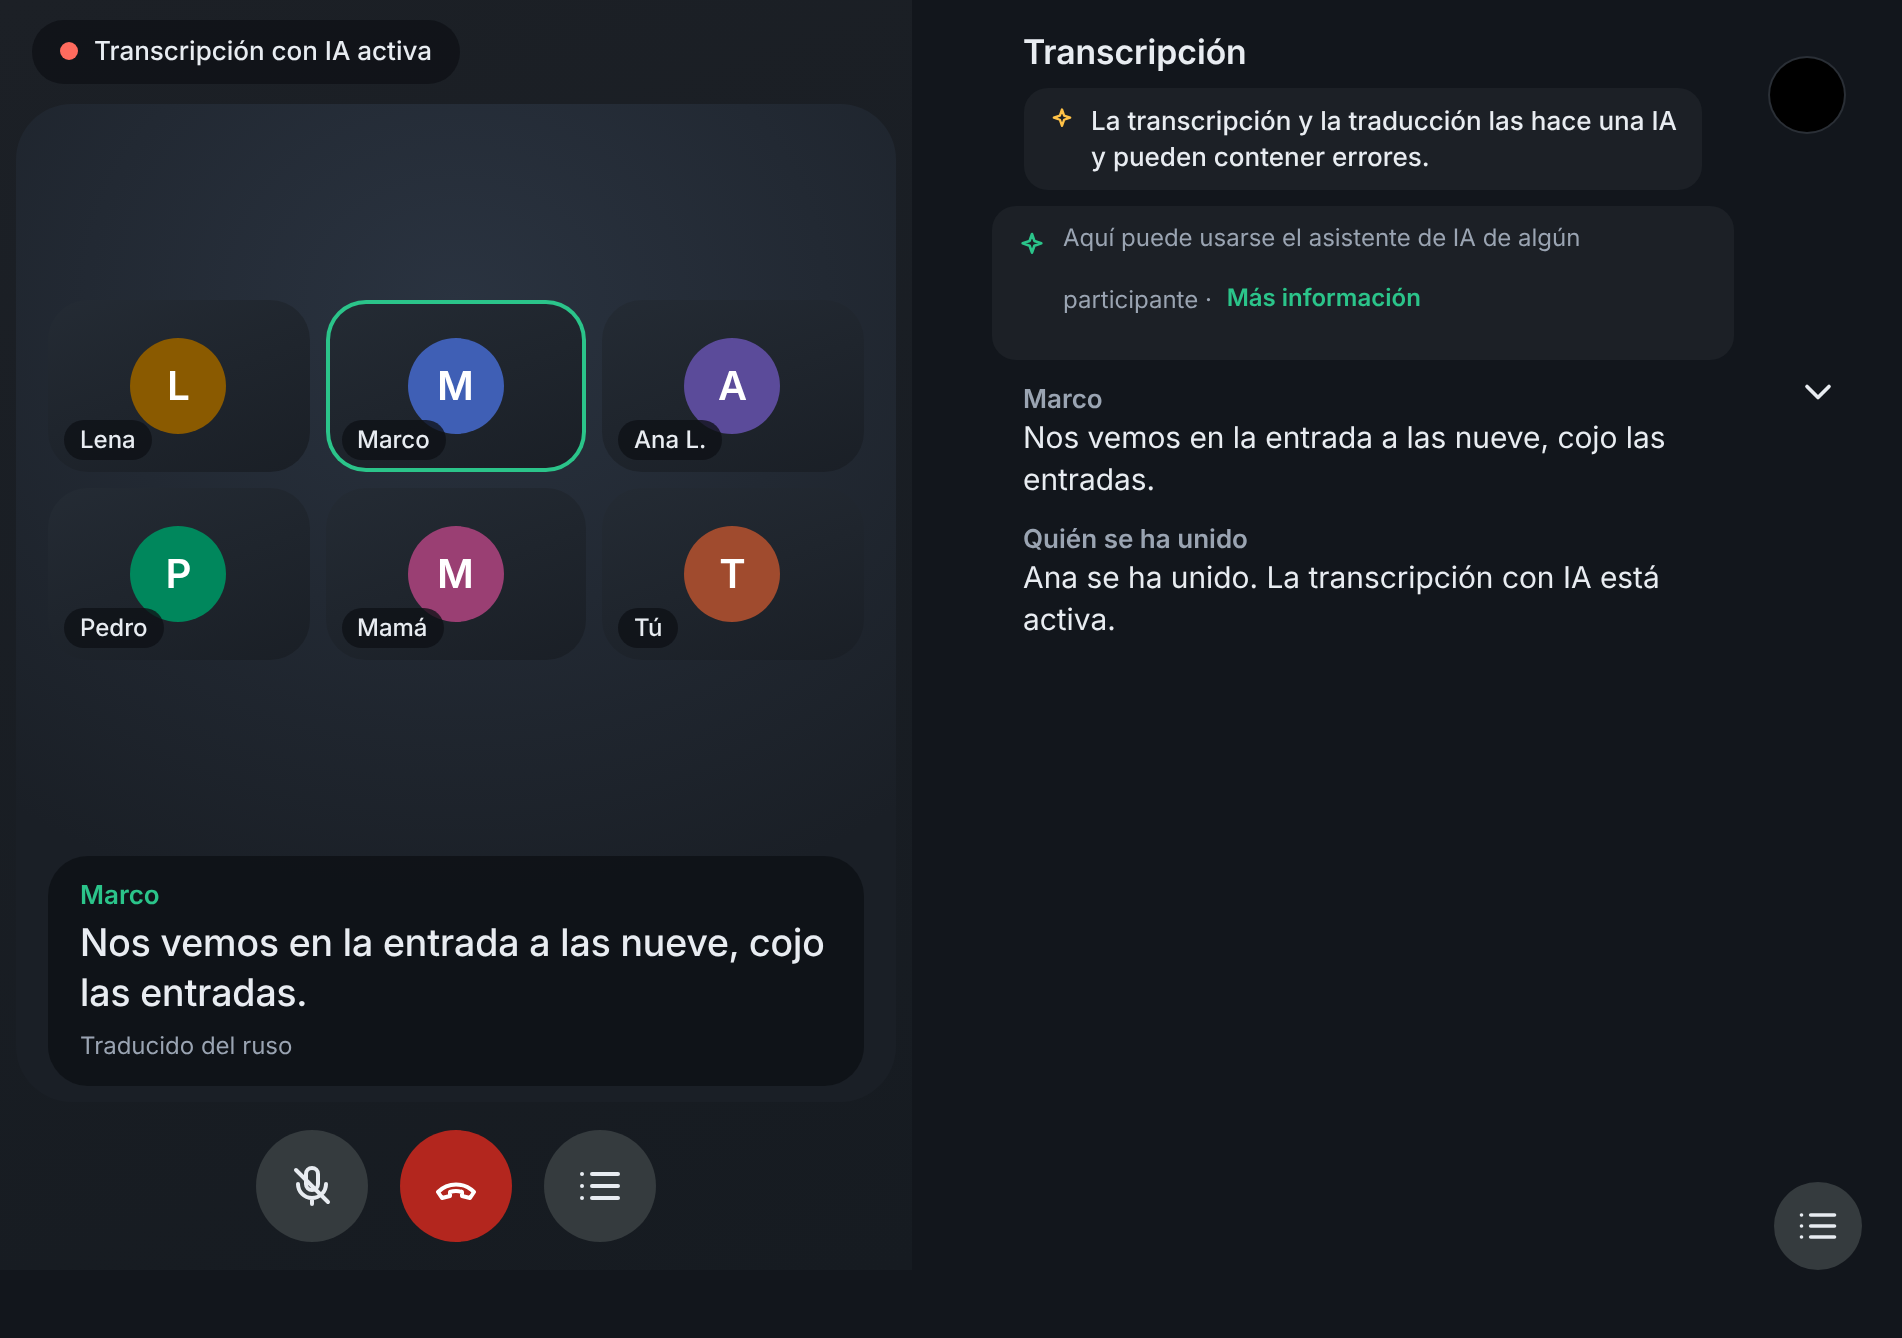 Transcripción con IA activa
L
Lena
M
Marco
A
Ana L.
P
Pedro
M
Mamá
T
Tú
Marco
Nos vemos en la entrada a las nueve, cojo
las entradas.
Traducido del ruso
Transcripción
La transcripción y la traducción las hace una IA
y pueden contener errores.
Aquí puede usarse el asistente de IA de algún
participante · Más información
Marco
Nos vemos en la entrada a las nueve, cojo las
entradas.
Quién se ha unido
Ana se ha unido. La transcripción con IA está
activa.